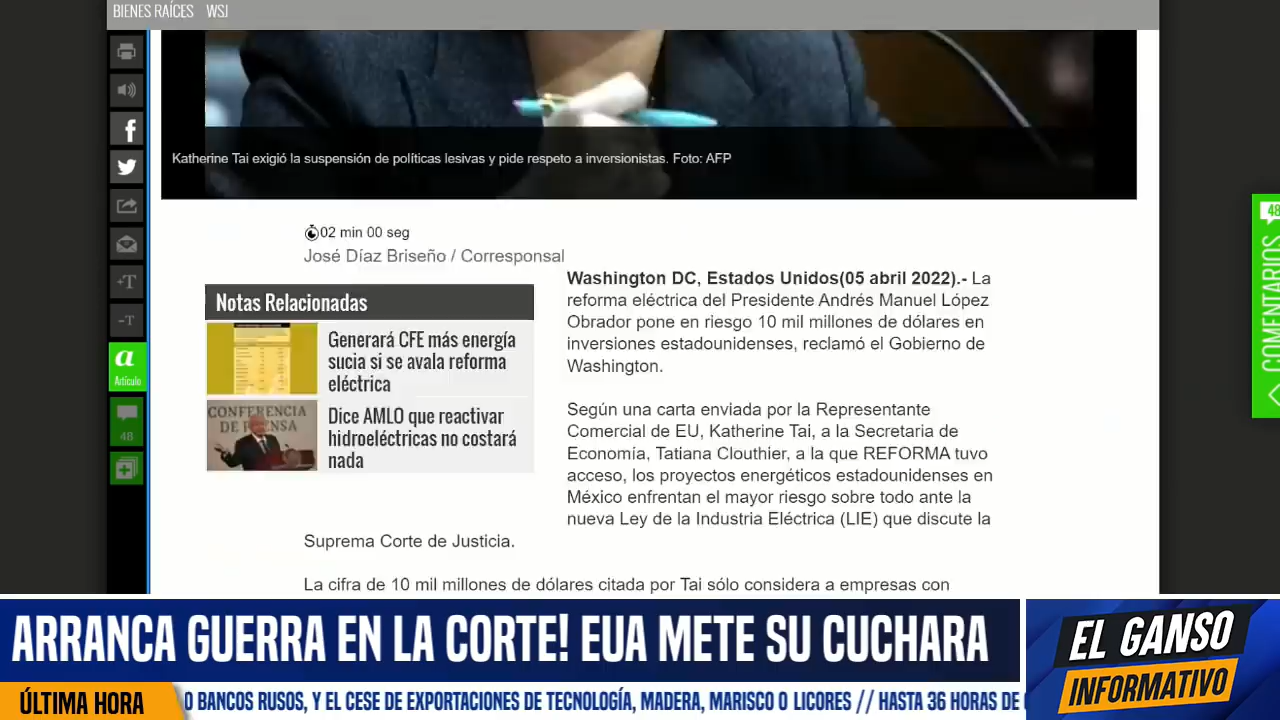 BIENES RAÍCES WSJ
Katherine Tai exigió la suspensión de políticas lesivas y pide respeto a inversionistas. Foto: AFP
02 min 00 seg
José Díaz Briseño / Corresponsal
Notas Relacionadas
Generará CFE más energía
sucia si se avala reforma
eléctrica
CONFERENCIA
DE PRENSA
Dice AMLO que reactivar
hidroeléctricas no costará
nada
Washington DC, Estados Unidos(05 abril 2022).- La
reforma eléctrica del Presidente Andrés Manuel López
Obrador pone en riesgo 10 mil millones de dólares en
inversiones estadounidenses, reclamó el Gobierno de
Washington.
Según una carta enviada por la Representante
Comercial de EU, Katherine Tai, a la Secretaria de
Economía, Tatiana Clouthier, a la que REFORMA tuvo
acceso, los proyectos energéticos estadounidenses en
México enfrentan el mayor riesgo sobre todo ante la
nueva Ley de la Industria Eléctrica (LIE) que discute la
Suprema Corte de Justicia.
La cifra de 10 mil millones de dólares citada por Tai sólo considera a empresas con
+T
-T
a
Artículo
48
48
COMENTARIOS
ARRANCA GUERRA EN LA CORTE! EUA METE SU CUCHARA
EL GANSO
INFORMATIVO
ÚLTIMA HORA
O BANCOS RUSOS, Y EL CESE DE EXPORTACIONES DE TECNOLOGÍA, MADERA, MARISCO O LICORES // HASTA 36 HORAS DE